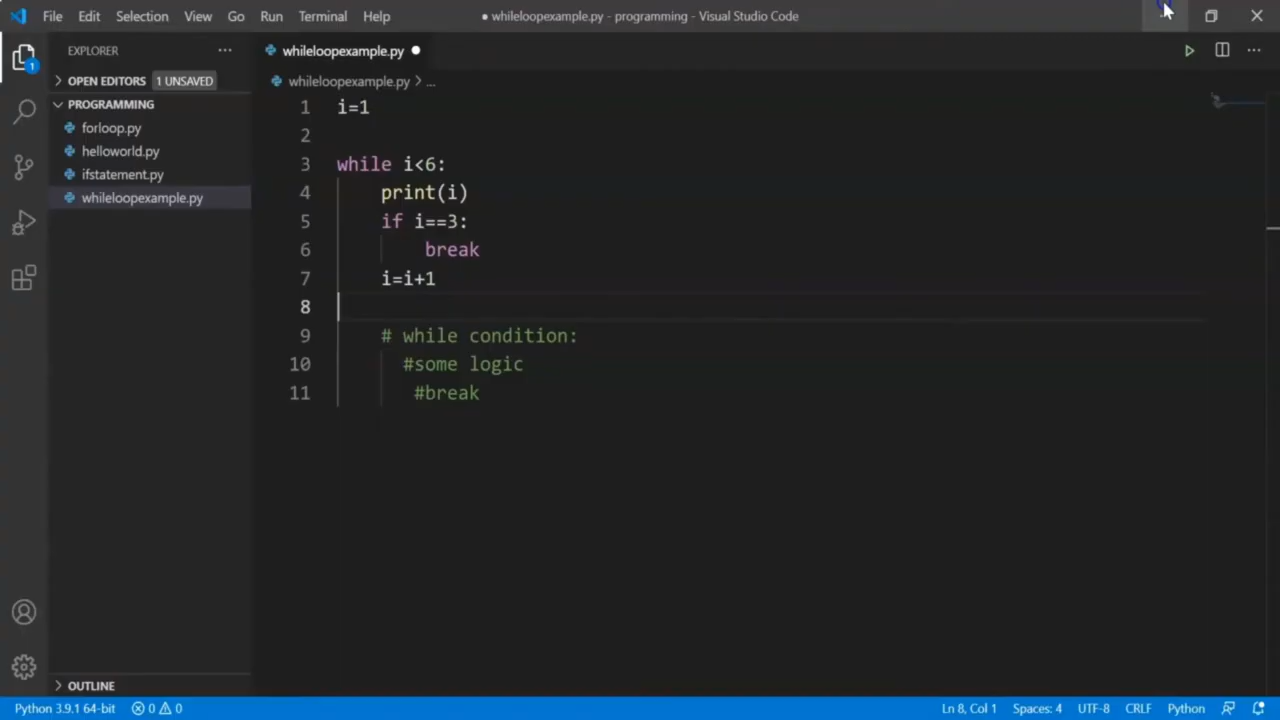 File Edit Selection View Go Run Terminal Help ● whileloopexample.py - programming - Visual Studio Code
EXPLORER ··· whileloopexample.py ●
OPEN EDITORS 1 UNSAVED whileloopexample.py > ...
PROGRAMMING
forloop.py
helloworld.py
ifstatement.py
whileloopexample.py
1 i=1
2
3 while i<6:
4 print(i)
5 if i==3:
6 break
7 i=i+1
8
9 # while condition:
10 #some logic
11 #break
1
OUTLINE
Python 3.9.1 64-bit 0 0 Ln 8, Col 1 Spaces: 4 UTF-8 CRLF Python